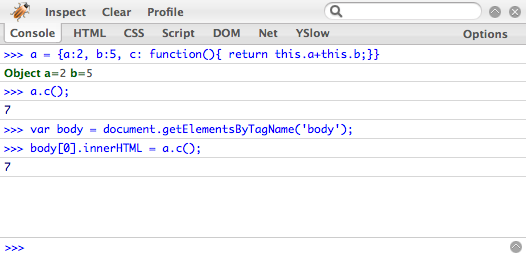 Inspect Clear Profile
Console HTML CSS Script DOM Net YSlow Options
>>> a = {a:2, b:5, c: function(){ return this.a+this.b;}}
Object a=2 b=5
>>> a.c();
7
>>> var body = document.getElementsByTagName('body');
>>> body[0].innerHTML = a.c();
7
>>>